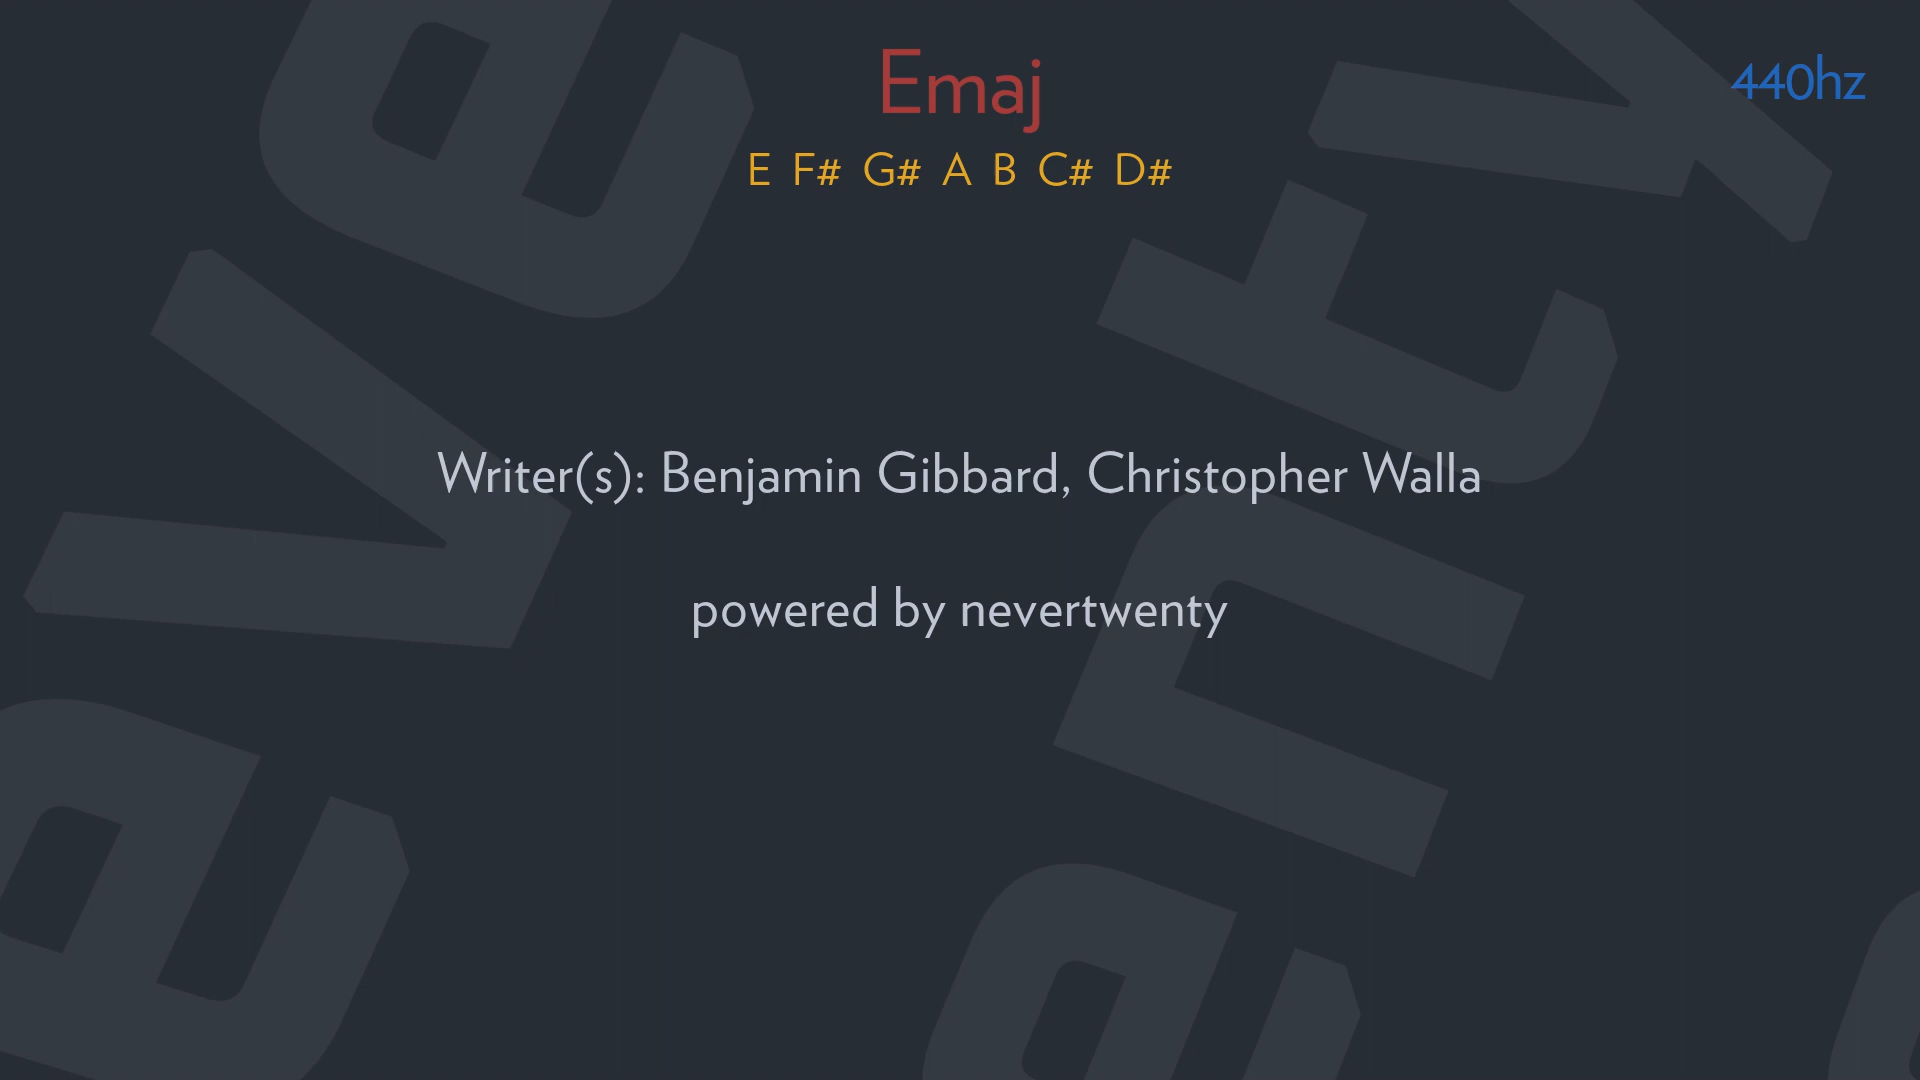 Emaj
440hz
E F# G# A B C# D#
Writer(s): Benjamin Gibbard, Christopher Walla
powered by nevertwenty